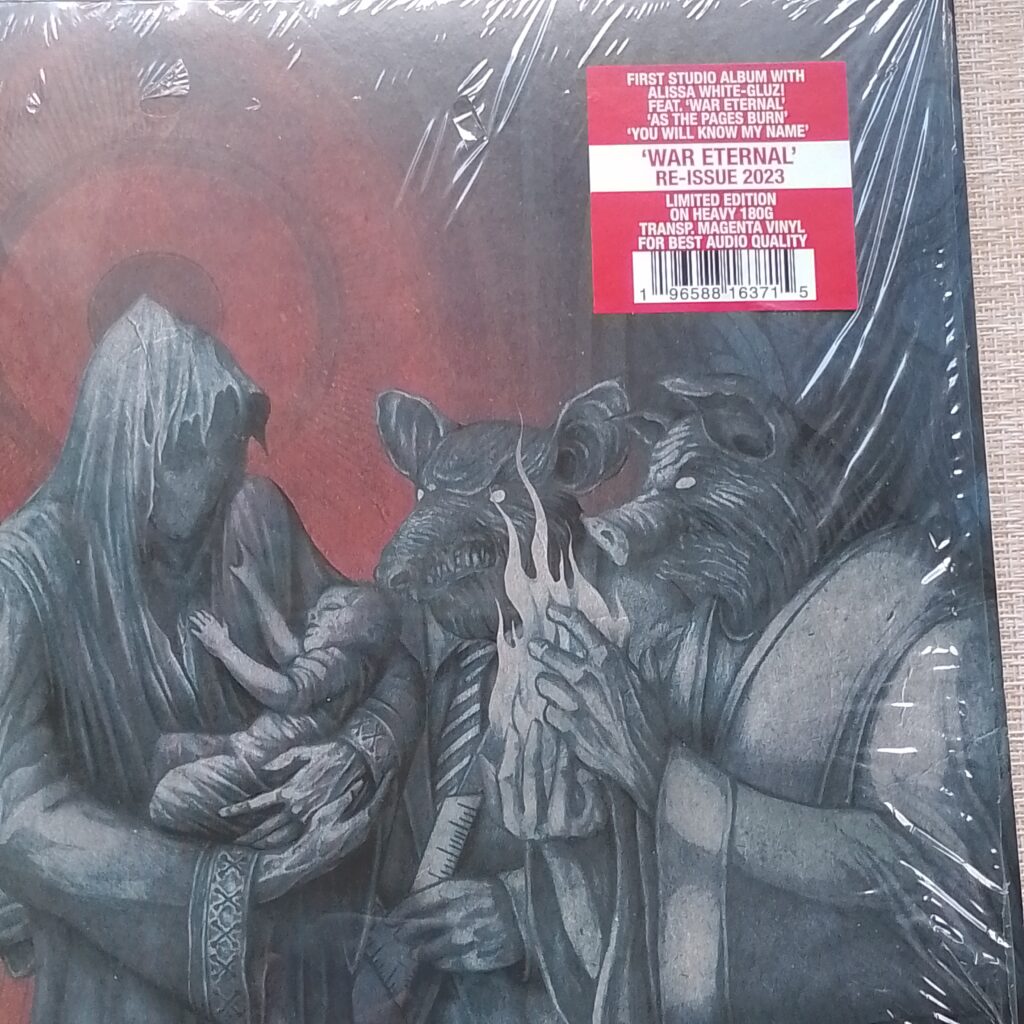 FIRST STUDIO ALBUM WITH
ALISSA WHITE-GLUZ!
FEAT. 'WAR ETERNAL'
'AS THE PAGES BURN'
'YOU WILL KNOW MY NAME'
'WAR ETERNAL'
RE-ISSUE 2023
LIMITED EDITION
ON HEAVY 180G
TRANSP. MAGENTA VINYL
FOR BEST AUDIO QUALITY
1 96588 16371 5